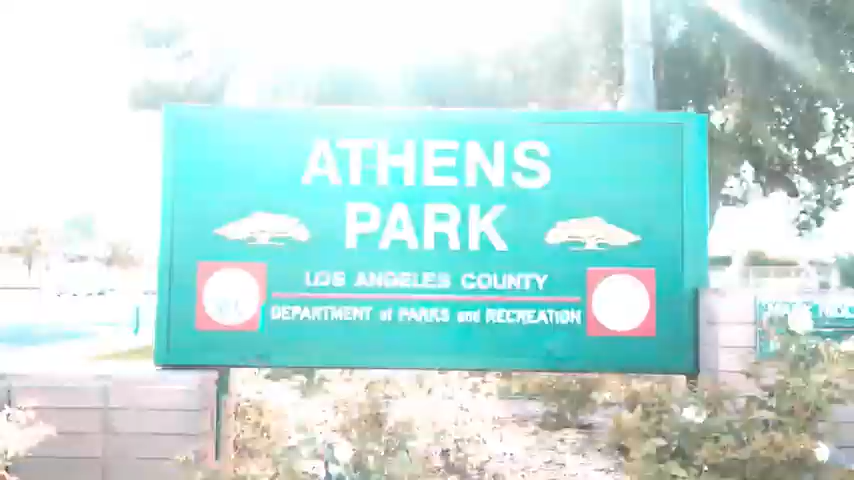 ATHENS
PARK
LOS ANGELES COUNTY
DEPARTMENT of PARKS and RECREATION